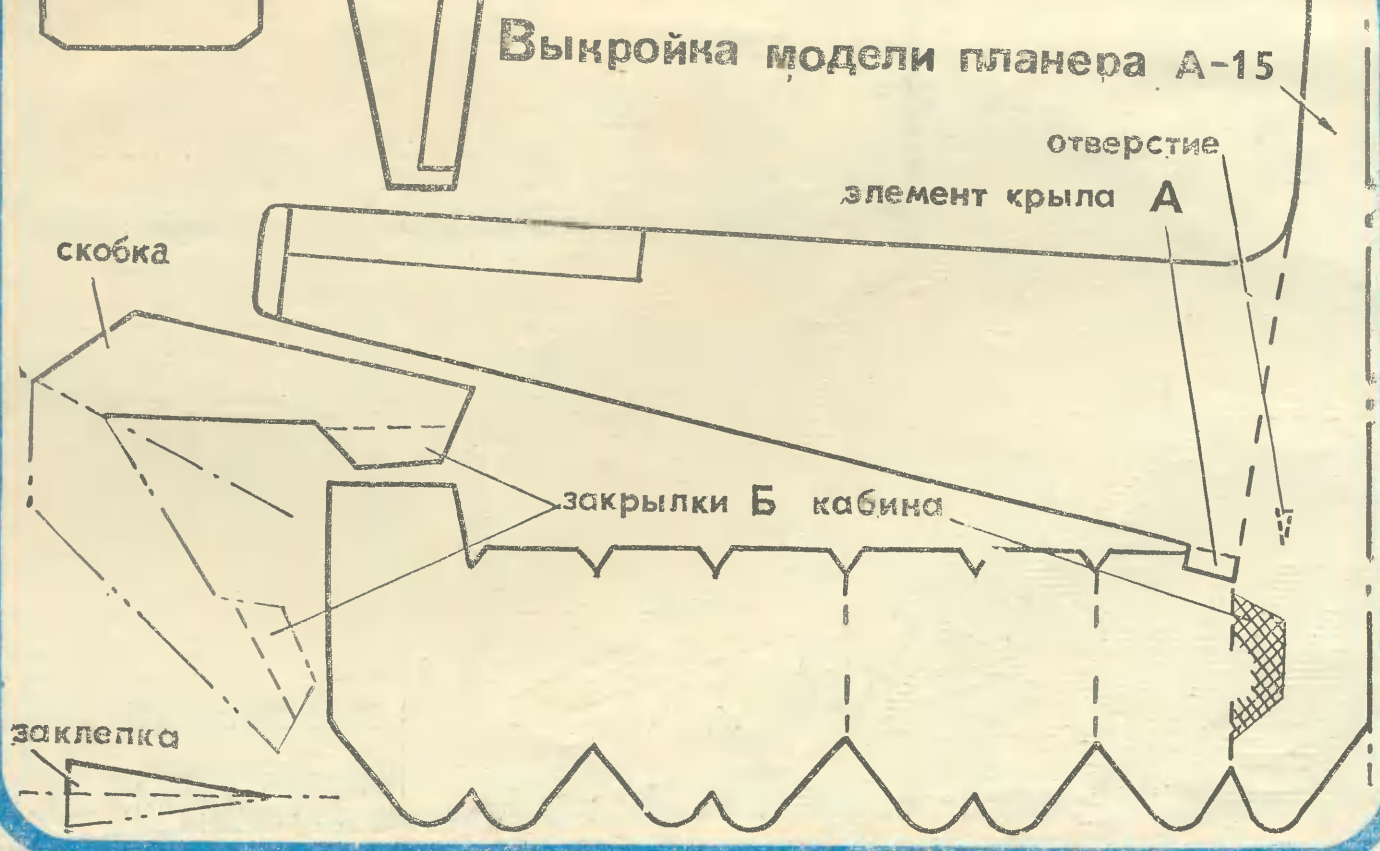 Выкройка модели планера А-15
отверстие
элемент крыла А
скобка
закрылки Б кабина
заклепка